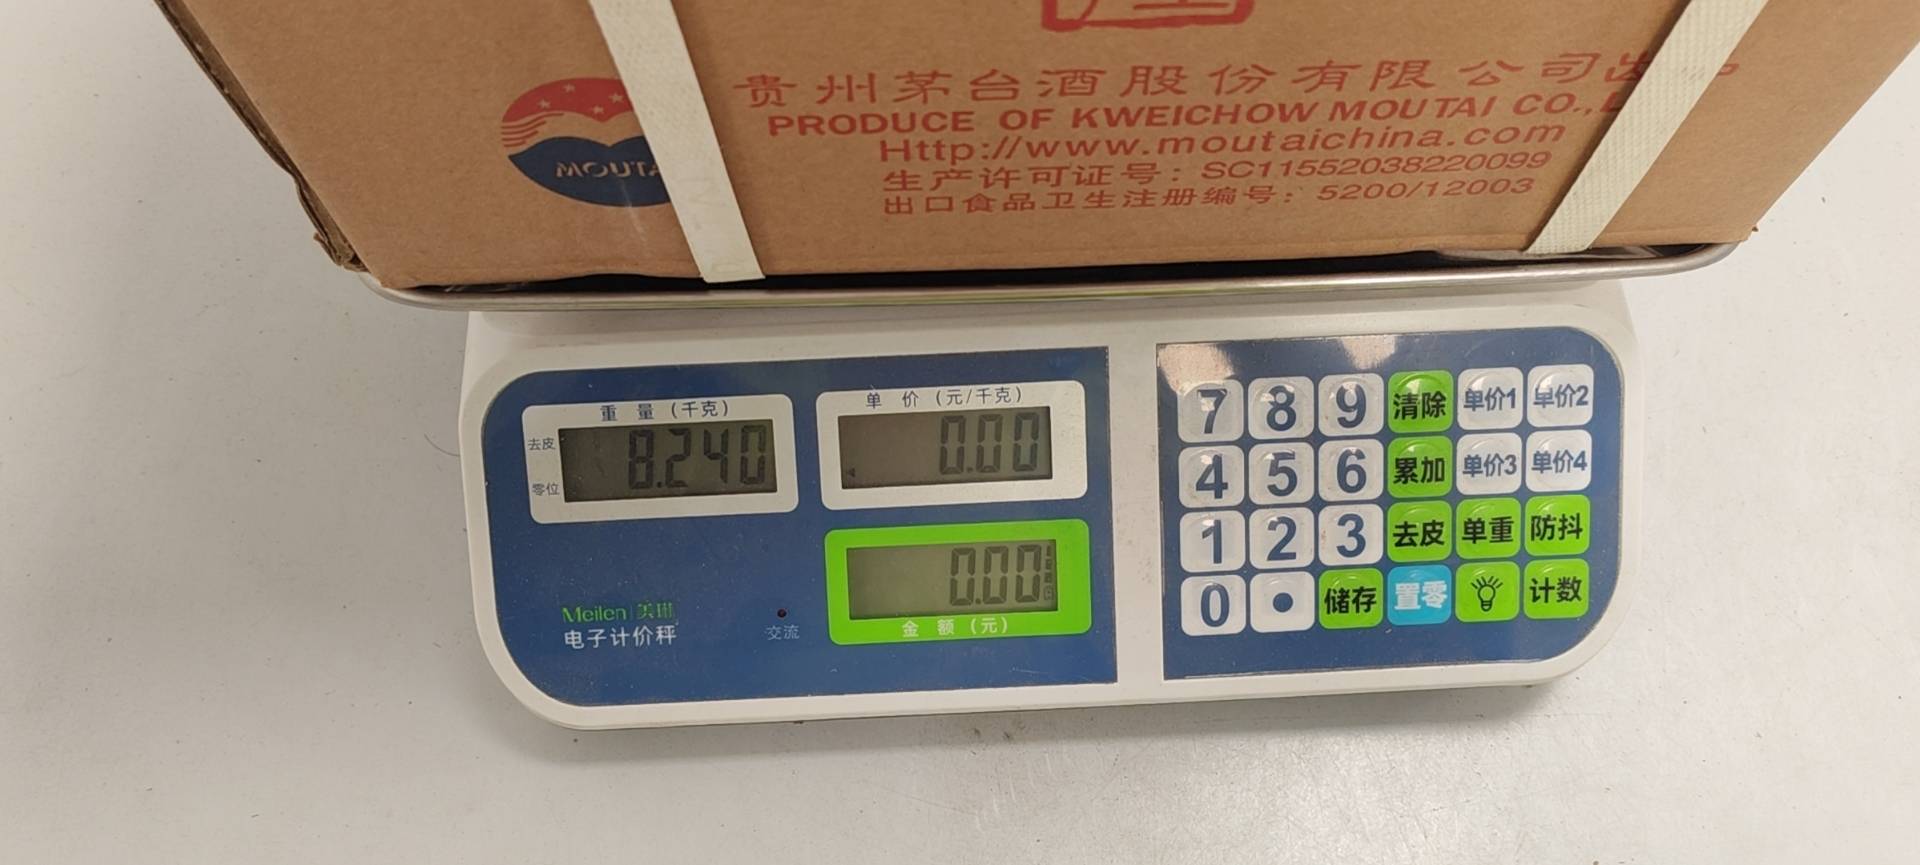 贵州茅台酒股份有限公司出
PRODUCE OF KWEICHOW MOUTAI CO.,
Http://www.moutaichina.com
生产许可证号：SC11552038220099
出口食品卫生注册编号：5200/12003
MOUTA
重 量（千克）
去皮
零位
8.240
单 价（元/千克）
0.00
0.00
金 额（元）
Meilen 美琳
电子计价秤
交流
7 8 9 清除 单价1 单价2
4 5 6 累加 单价3 单价4
1 2 3 去皮 单重 防抖
0 • 储存 置零 计数